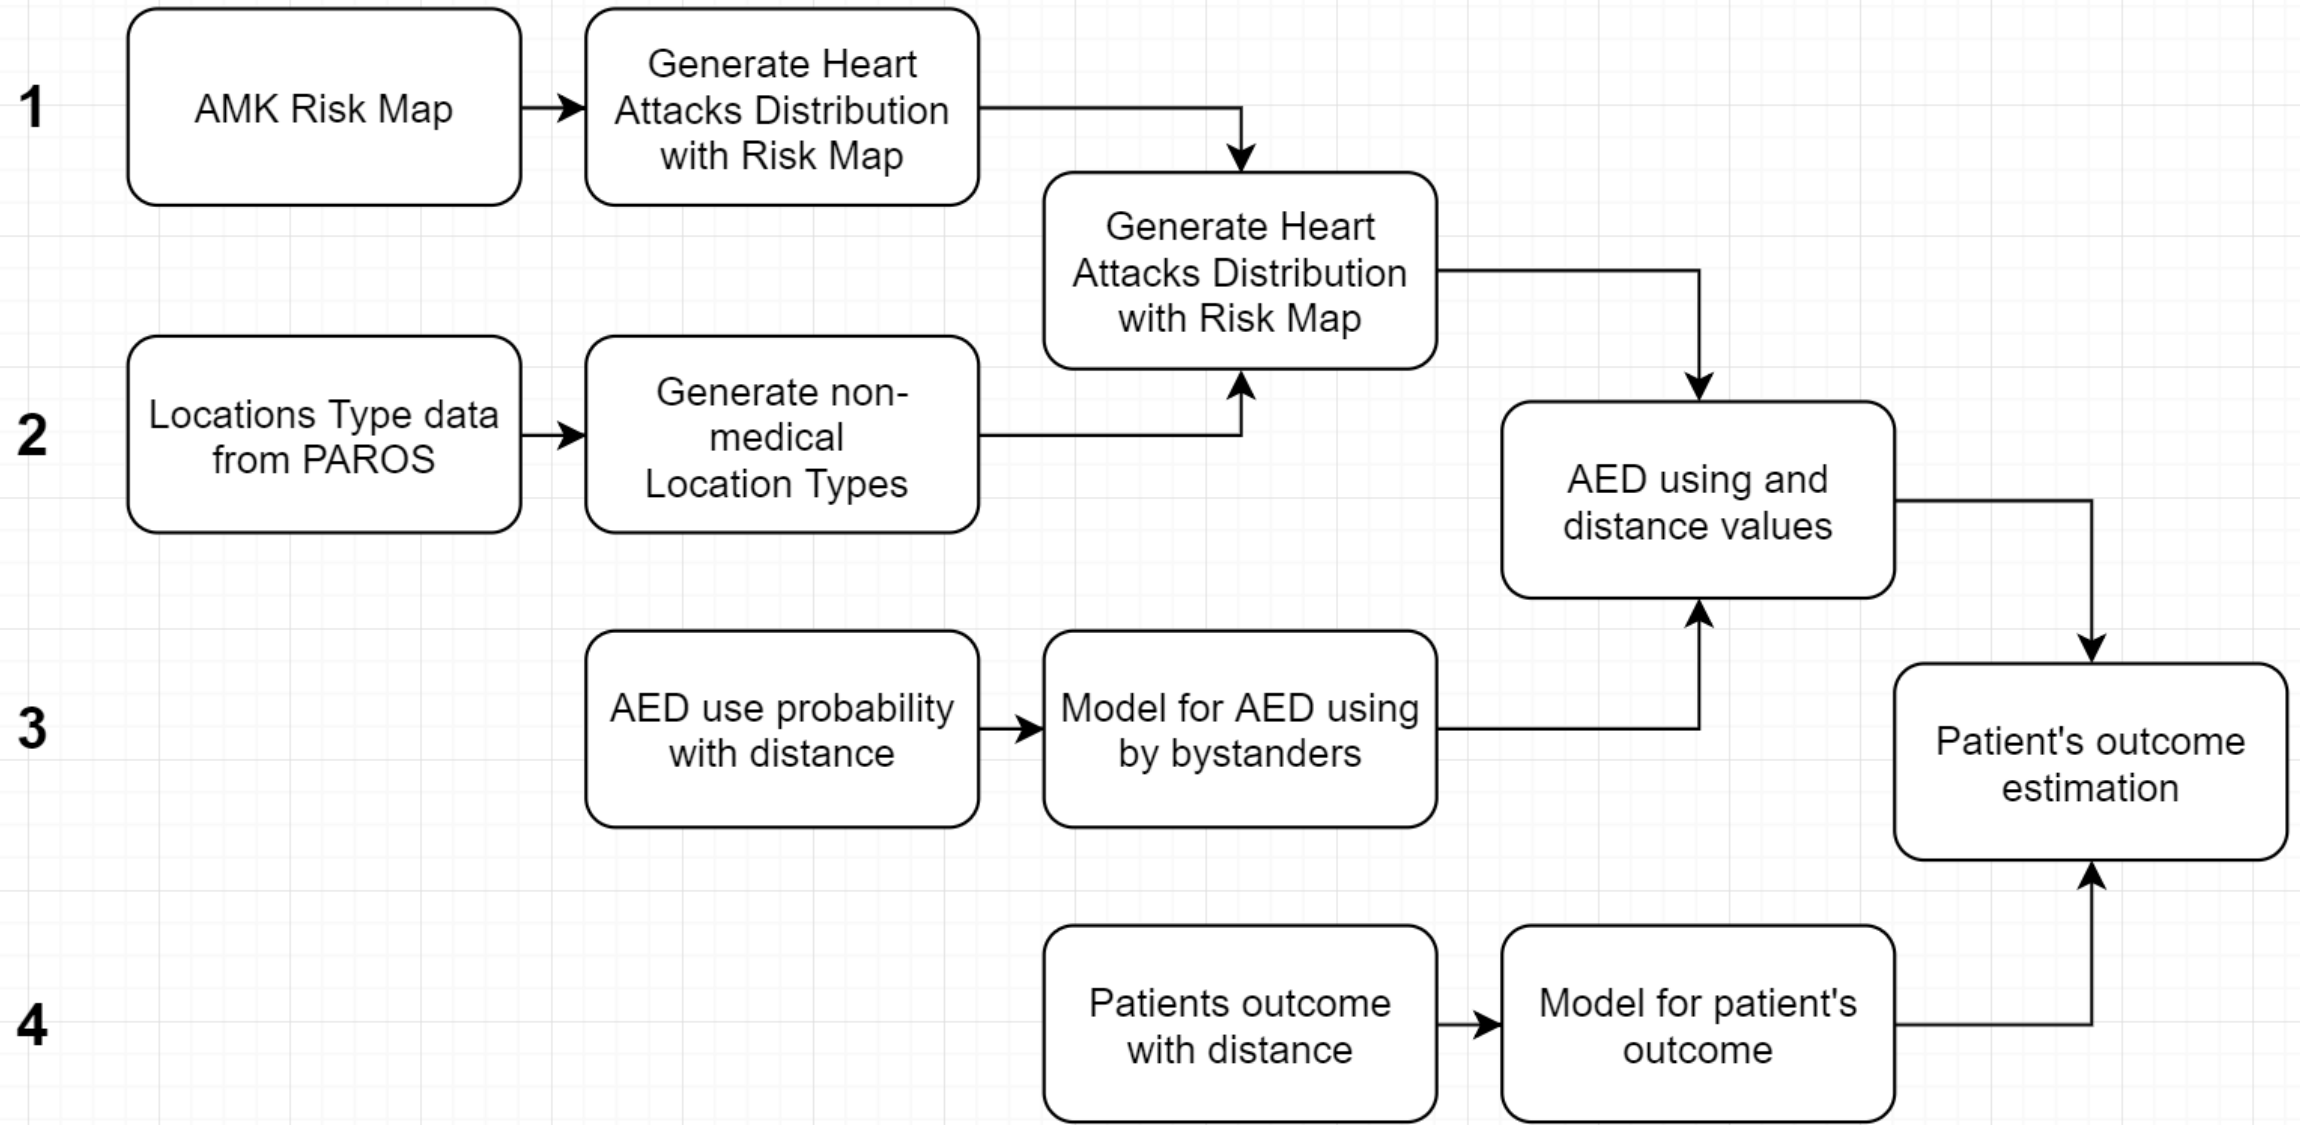 1
AMK Risk Map
Generate Heart
Attacks Distribution
with Risk Map
Generate Heart
Attacks Distribution
with Risk Map
2
Locations Type data
from PAROS
Generate non-
medical
Location Types
AED using and
distance values
3
AED use probability
with distance
Model for AED using
by bystanders
Patient's outcome
estimation
4
Patients outcome
with distance
Model for patient's
outcome